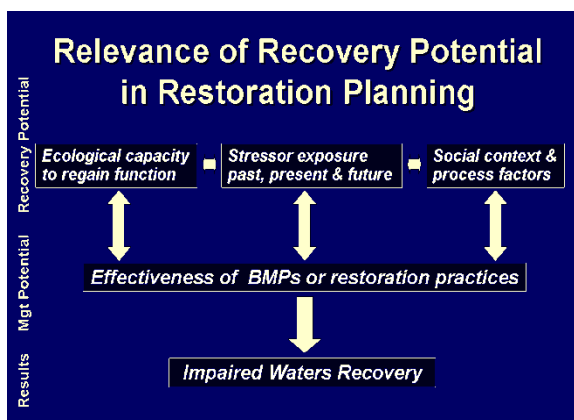 Relevance of Recovery Potential
in Restoration Planning
Recovery Potential
Ecological capacity
to regain function
Stressor exposure
past, present & future
Social context &
process factors
Mgt Potential
Effectiveness of BMPs or restoration practices
Results
Impaired Waters Recovery